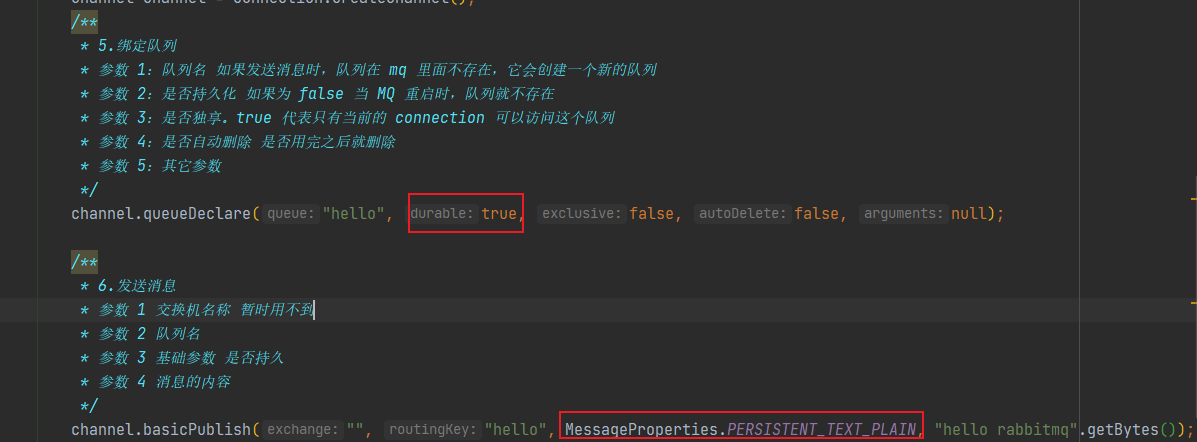 channel channel = connection.createChannel();
/**
* 5.绑定队列
* 参数 1：队列名 如果发送消息时，队列在 mq 里面不存在，它会创建一个新的队列
* 参数 2：是否持久化 如果为 false 当 MQ 重启时，队列就不存在
* 参数 3：是否独享。true 代表只有当前的 connection 可以访问这个队列
* 参数 4：是否自动删除 是否用完之后就删除
* 参数 5：其它参数
*/
channel.queueDeclare( queue: "hello", durable: true, exclusive: false, autoDelete: false, arguments: null);
/**
* 6.发送消息
* 参数 1 交换机名称 暂时用不到
* 参数 2 队列名
* 参数 3 基础参数 是否持久
* 参数 4 消息的内容
*/
channel.basicPublish( exchange: "", routingKey: "hello", MessageProperties.PERSISTENT_TEXT_PLAIN, "hello rabbitmq".getBytes());